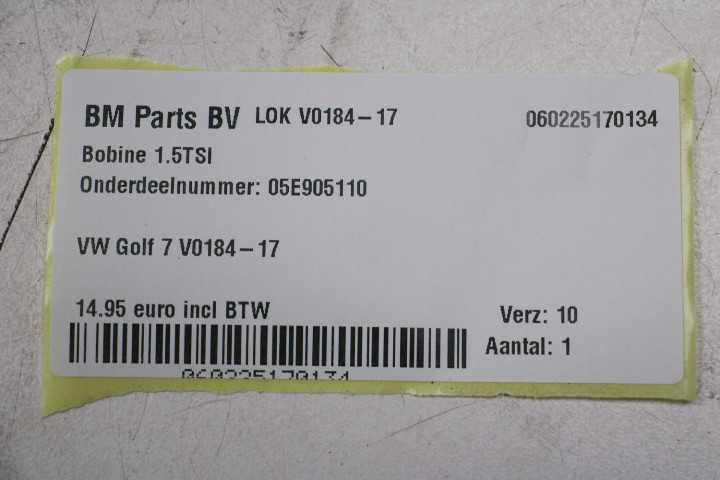 BM Parts BV LOK V0184-17 060225170134
Bobine 1.5TSI
Onderdeelnummer: 05E905110
VW Golf 7 V0184-17
14.95 euro incl BTW Verz: 10
Aantal: 1
060225170134